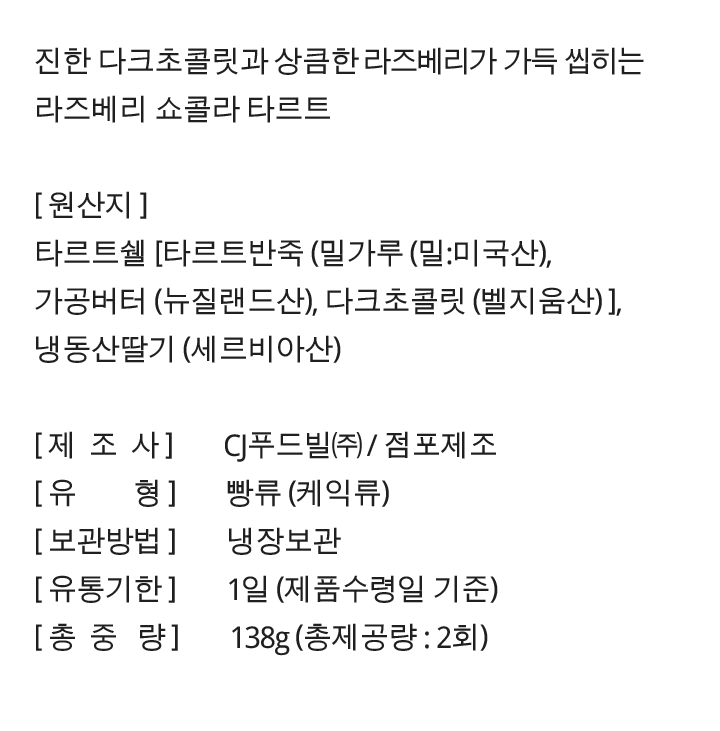 진한 다크초콜릿과 상큼한 라즈베리가 가득 씹히는
라즈베리 쇼콜라 타르트
[ 원산지 ]
타르트쉘 [타르트반죽 (밀가루 (밀:미국산),
가공버터 (뉴질랜드산), 다크초콜릿 (벨지움산) ],
냉동산딸기 (세르비아산)
[ 제 조 사 ] CJ푸드빌㈜ / 점포제조
[ 유 형 ] 빵류 (케익류)
[ 보관방법 ] 냉장보관
[ 유통기한 ] 1일 (제품수령일 기준)
[ 총 중 량 ] 138g (총제공량 : 2회)